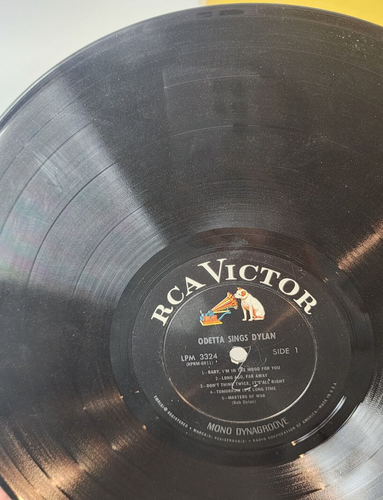 RCA VICTOR
ODETTA SINGS DYLAN
LPM 3324
SIDE 1
1-BABY, I'M IN THE MOOD FOR YOU
2-LONG AGO, FAR AWAY
3-DON'T THINK TWICE, IT'S ALL RIGHT
4-TOMORROW IS A LONG TIME
5-MASTERS OF WAR
(Bob Dylan)
MONO DYNAGROOVE